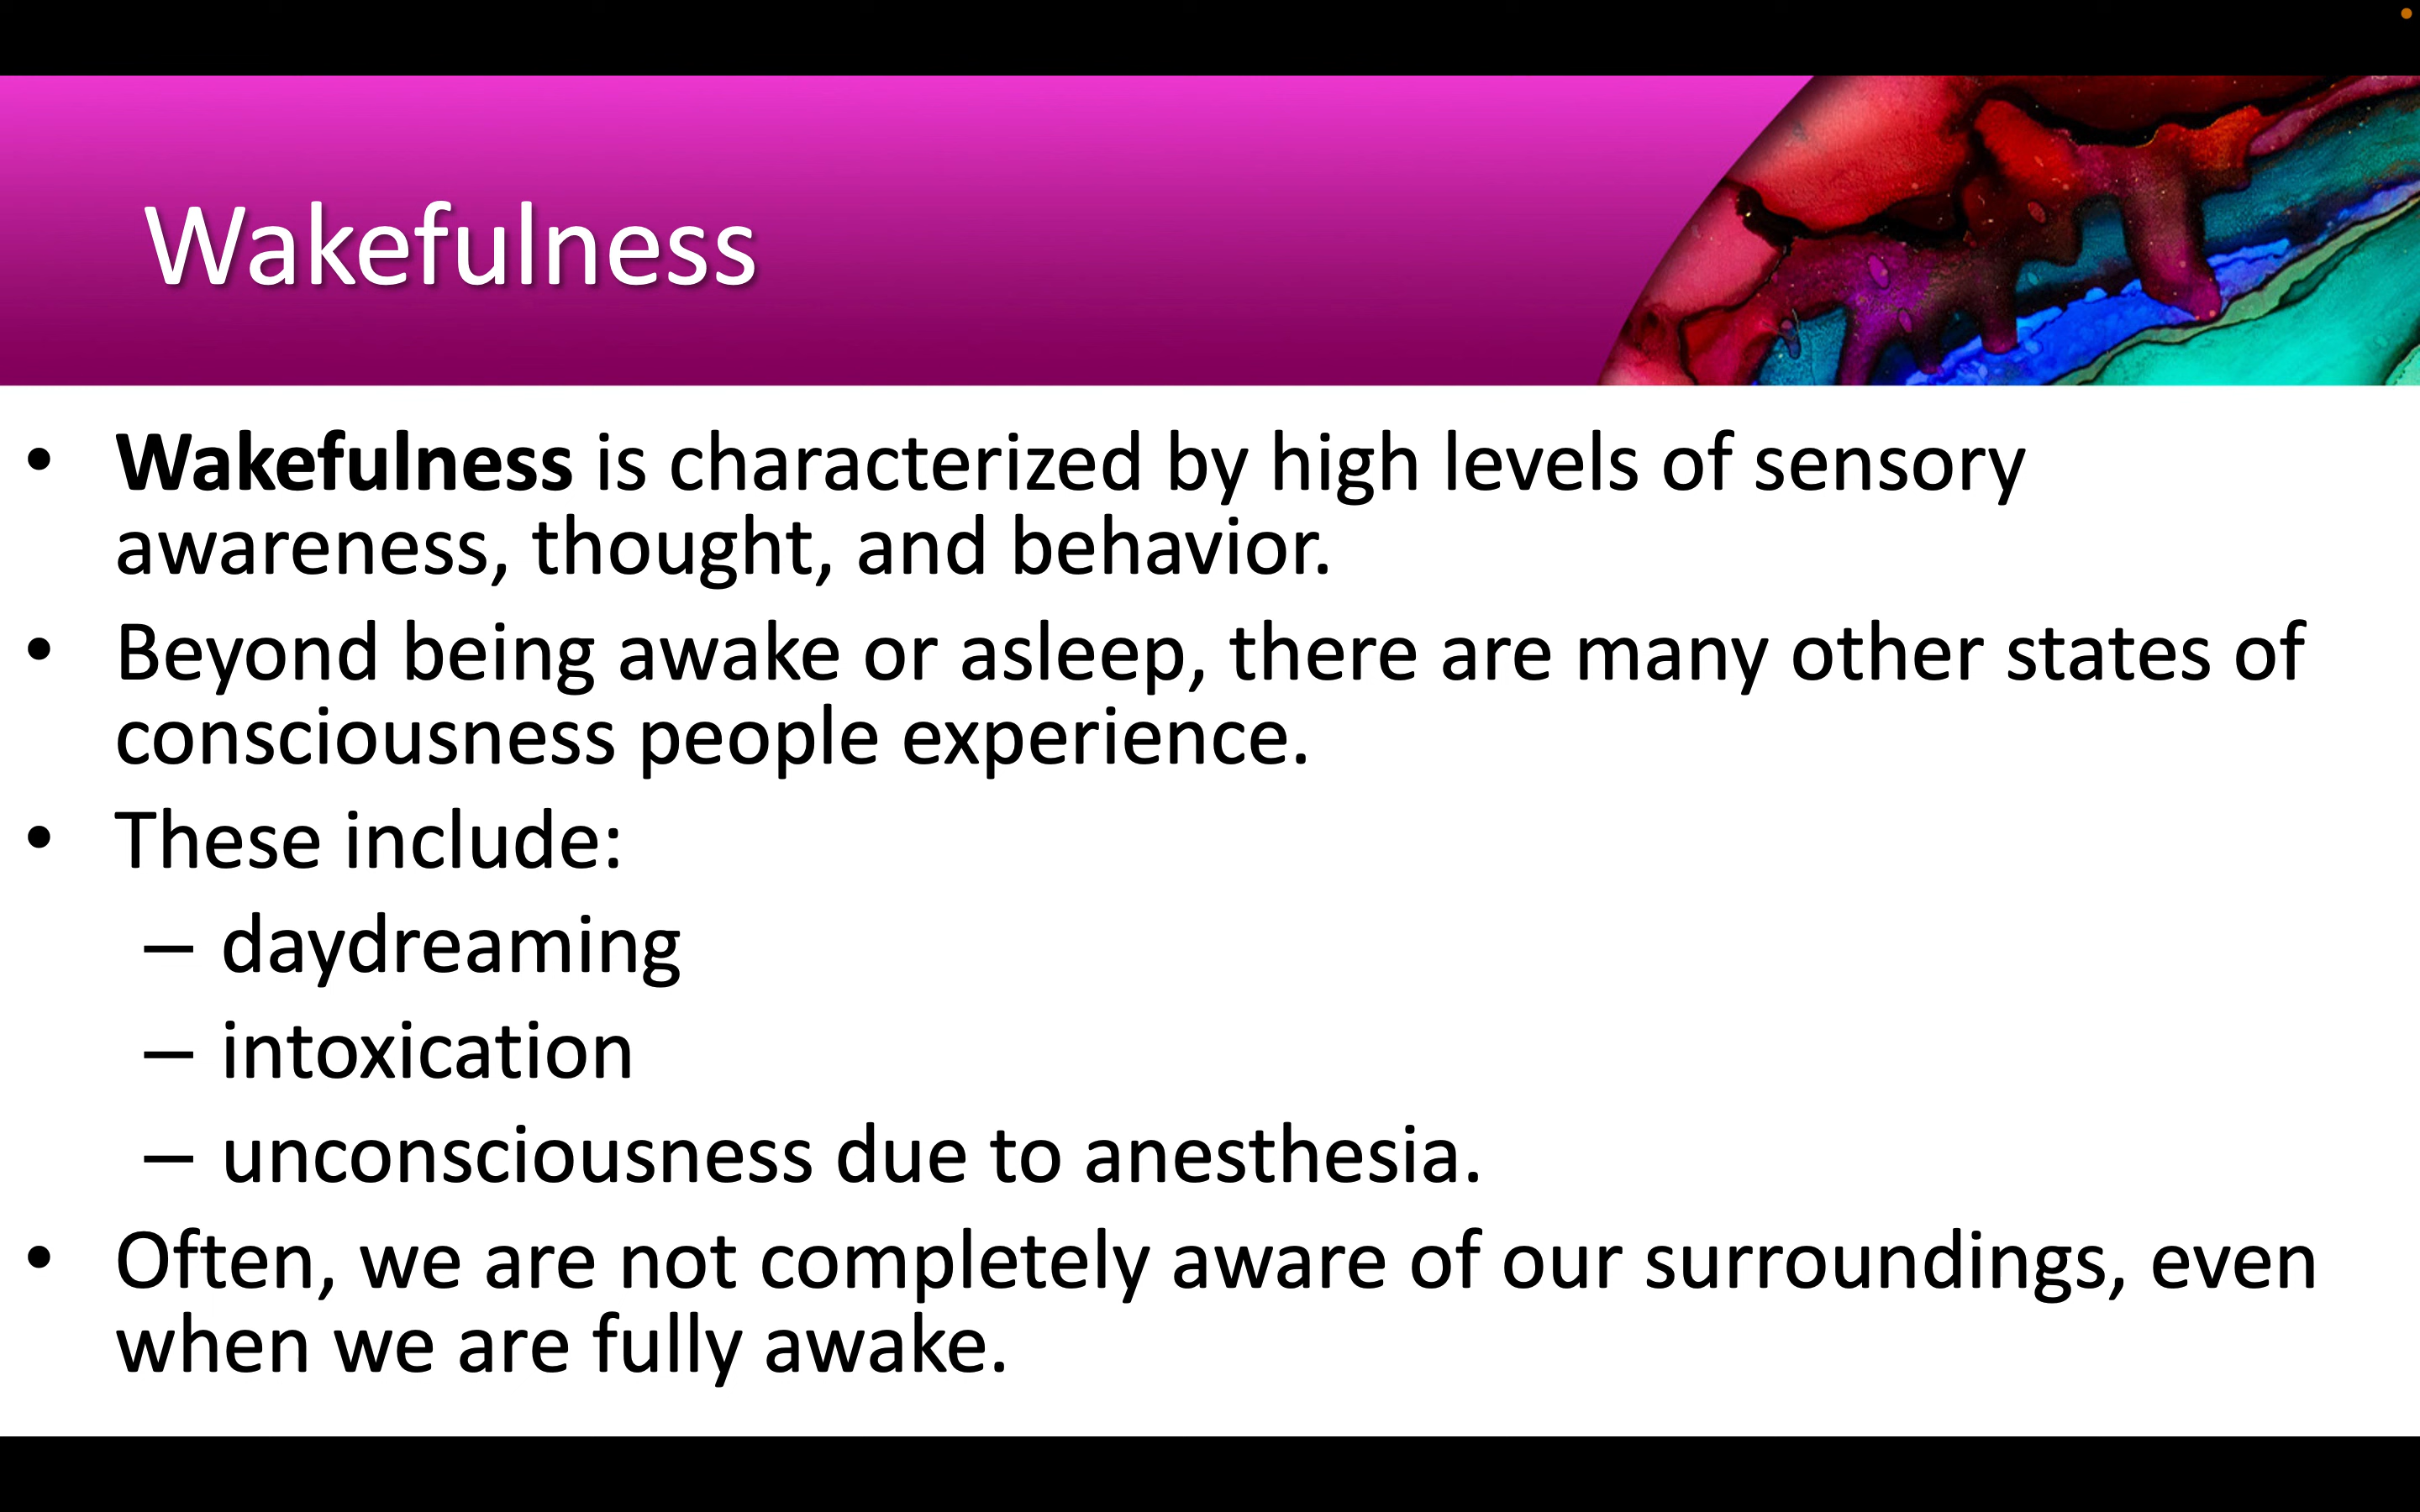 Wakefulness
• Wakefulness is characterized by high levels of sensory
awareness, thought, and behavior.
• Beyond being awake or asleep, there are many other states of
consciousness people experience.
• These include:
– daydreaming
– intoxication
– unconsciousness due to anesthesia.
• Often, we are not completely aware of our surroundings, even
when we are fully awake.